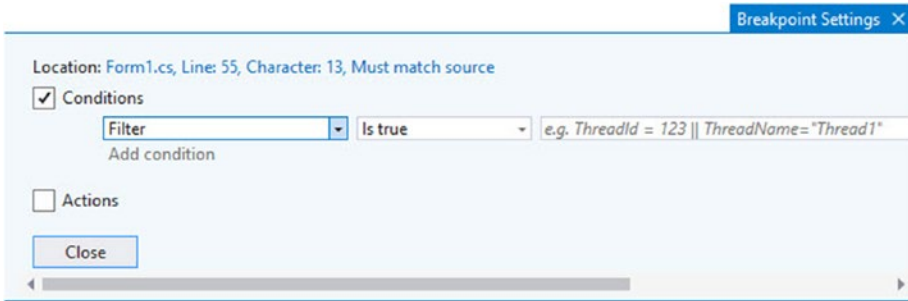 Breakpoint Settings
Location: Form1.cs, Line: 55, Character: 13, Must match source
Conditions
Filter Is true e.g. ThreadId = 123 || ThreadName="Thread1"
Add condition
Actions
Close